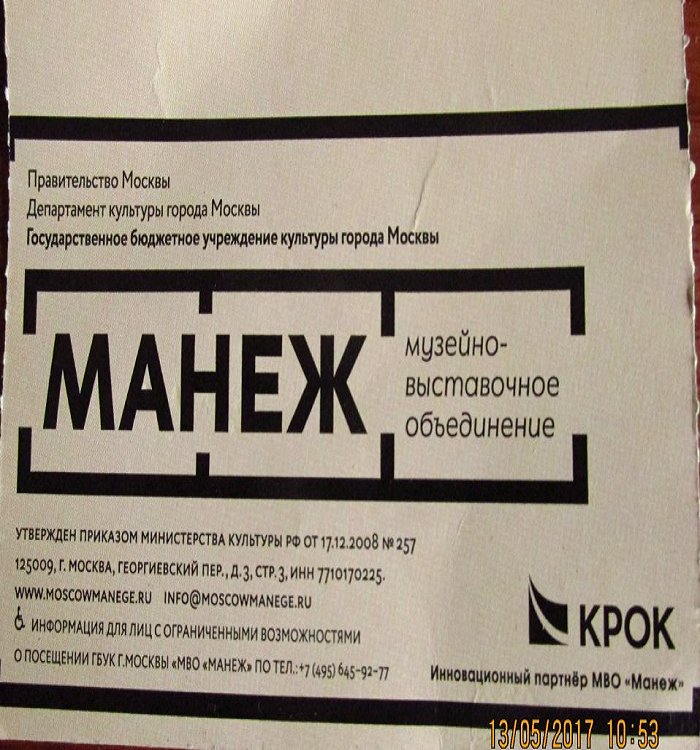 Правительство Москвы
Департамент культуры города Москвы
Государственное бюджетное учреждение культуры города Москвы
МАНЕЖ
музейно-
выставочное
объединение
УТВЕРЖДЕН ПРИКАЗОМ МИНИСТЕРСТВА КУЛЬТУРЫ РФ ОТ 17.12.2008 № 257
125009, Г. МОСКВА, ГЕОРГИЕВСКИЙ ПЕР., Д. 3, СТР. 3, ИНН 7710170225.
WWW.MOSCOWMANEGE.RU INFO@MOSCOWMANEGE.RU
ИНФОРМАЦИЯ ДЛЯ ЛИЦ С ОГРАНИЧЕННЫМИ ВОЗМОЖНОСТЯМИ
О ПОСЕЩЕНИИ ГБУК Г.МОСКВЫ «МВО «МАНЕЖ» ПО ТЕЛ.: +7 (495) 645-92-77
КРОК
Инновационный партнёр МВО «Манеж»
13/05/2017 10:53